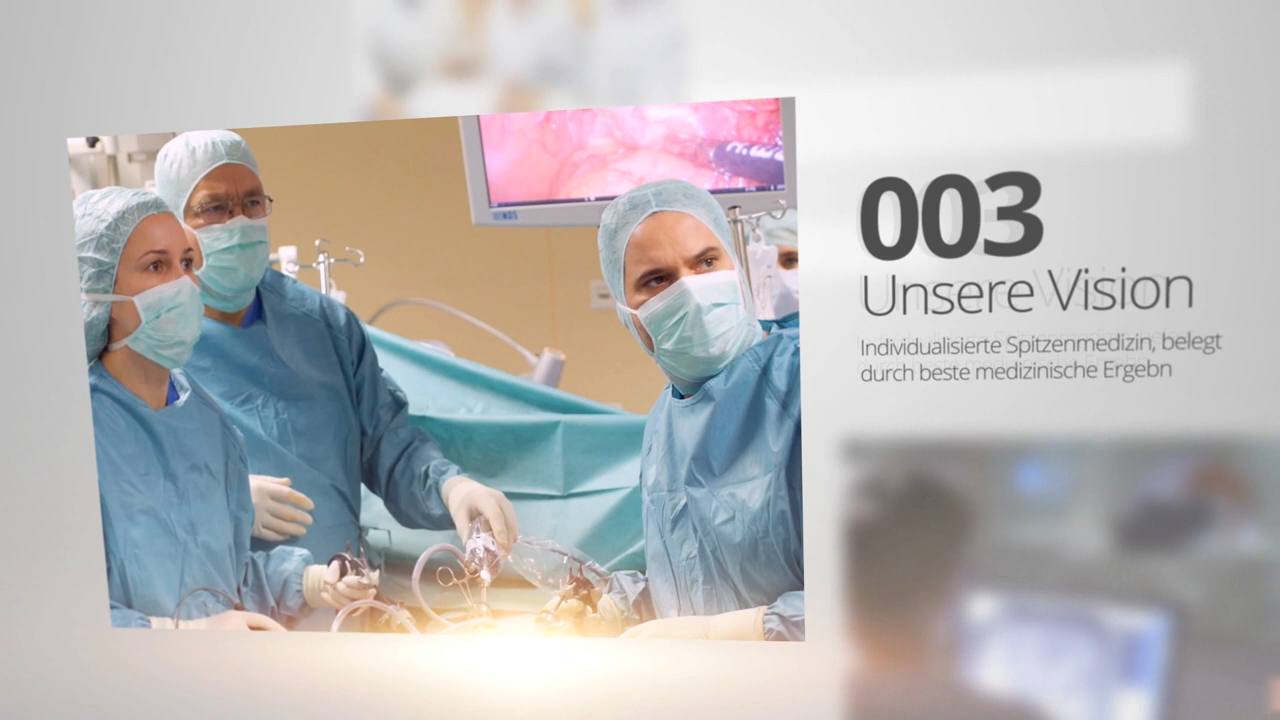 003
Unsere Vision
Individualisierte Spitzenmedizin, belegt
durch beste medizinische Ergebn